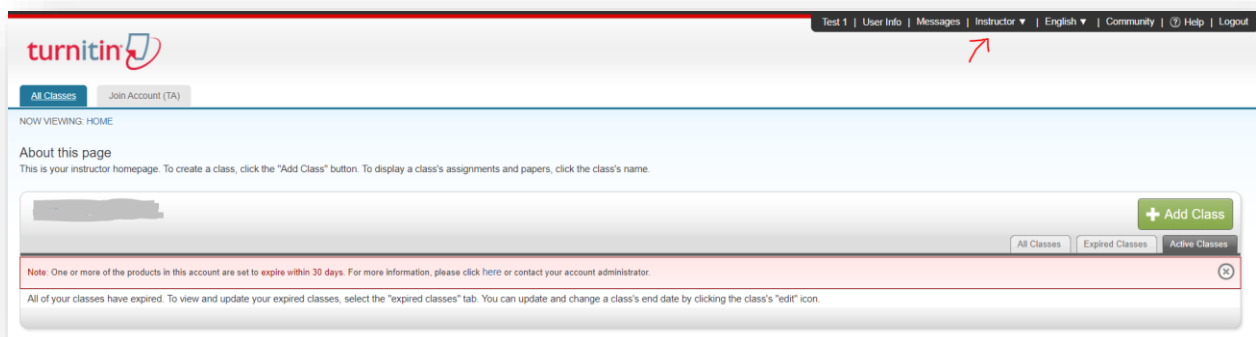 Test 1 | User Info | Messages | Instructor ▼ | English ▼ | Community | ? Help | Logout
turnitin
All Classes Join Account (TA)
NOW VIEWING: HOME
About this page
This is your instructor homepage. To create a class, click the "Add Class" button. To display a class's assignments and papers, click the class's name.
+ Add Class
All Classes Expired Classes Active Classes
Note: One or more of the products in this account are set to expire within 30 days. For more information, please click here or contact your account administrator.
All of your classes have expired. To view and update your expired classes, select the "expired classes" tab. You can update and change a class's end date by clicking the class's "edit" icon.